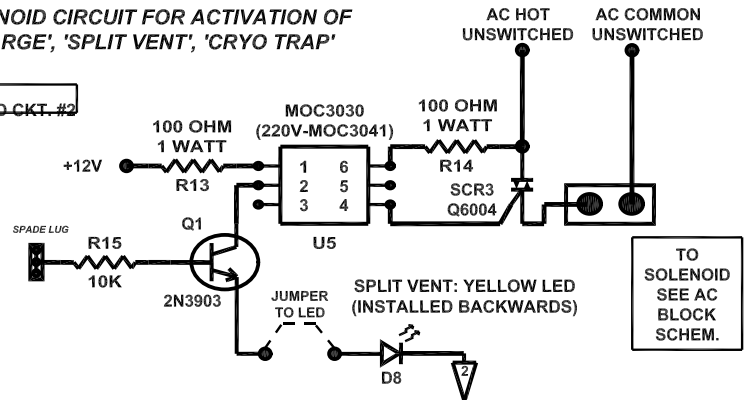 NOID CIRCUIT FOR ACTIVATION OF
RGE', 'SPLIT VENT', 'CRYO TRAP'
AC HOT
UNSWITCHED
AC COMMON
UNSWITCHED
O CKT. #2
MOC3030
(220V-MOC3041)
100 OHM
1 WATT
100 OHM
1 WATT
+12V
R13
1 6
2 5
3 4
R14
SCR3
Q6004
U5
Q1
SPADE LUG
R15
10K
2N3903
JUMPER
TO LED
SPLIT VENT: YELLOW LED
(INSTALLED BACKWARDS)
D8
2
TO
SOLENOID
SEE AC
BLOCK
SCHEM.